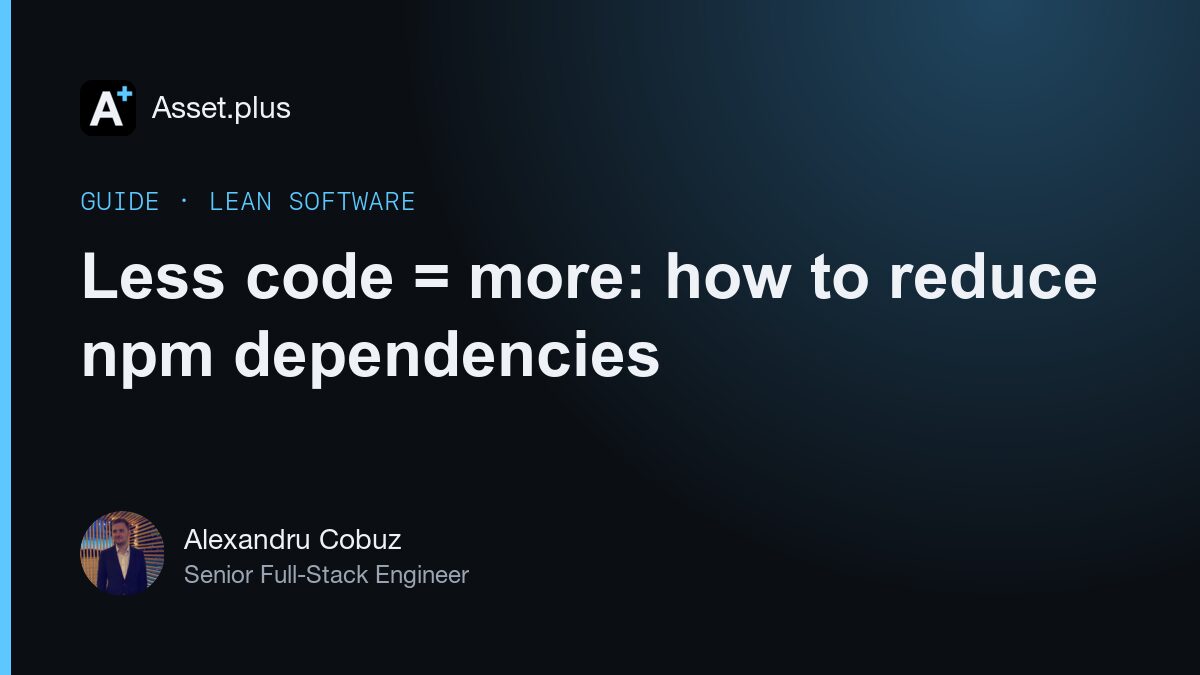 A+
Asset.plus
GUIDE · LEAN SOFTWARE
Less code = more: how to reduce
npm dependencies
Alexandru Cobuz
Senior Full-Stack Engineer